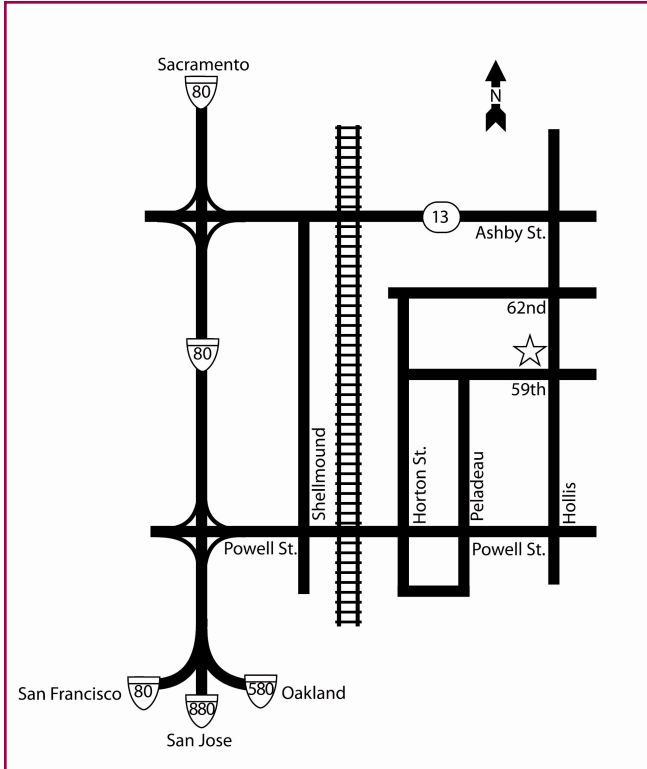 Sacramento
80
N
13
Ashby St.
62nd
80
59th
Shellmound
Horton St.
Peladeau
Hollis
Powell St.
Powell St.
San Francisco
80
580
Oakland
880
San Jose